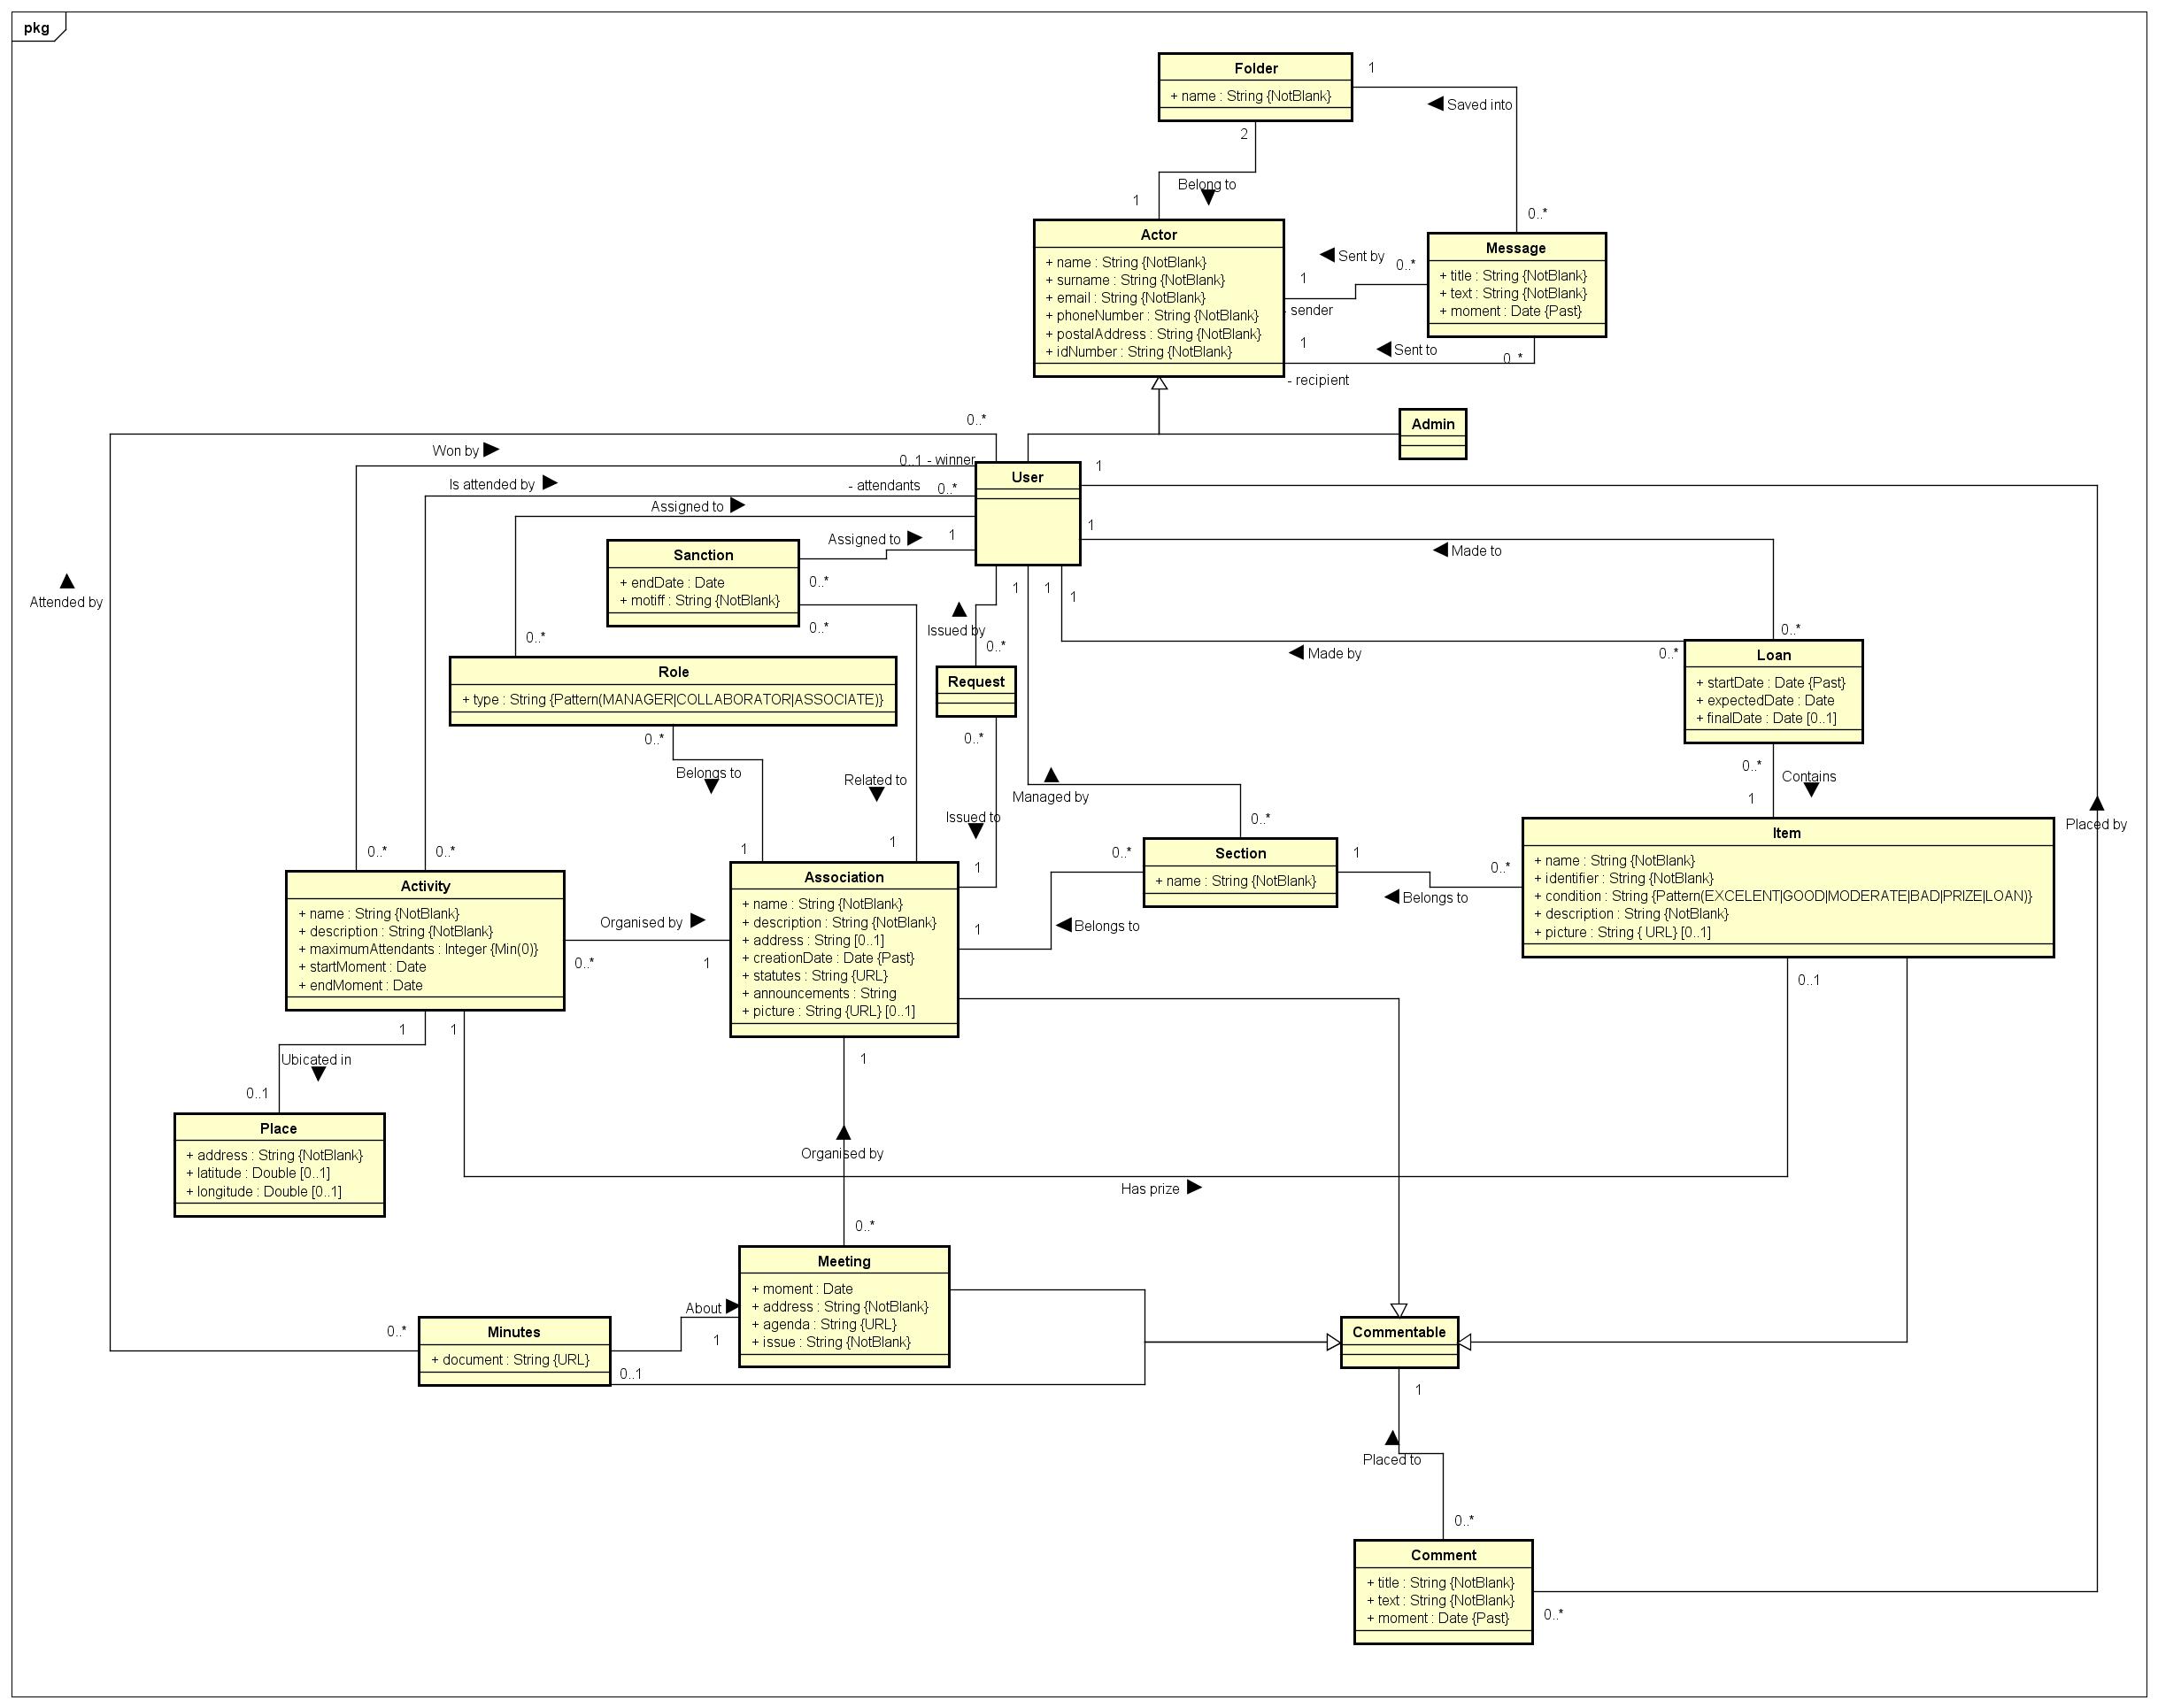 pkg
Folder
+ name : String {NotBlank}
1
Saved into
2
Belong to
1
0..*
Actor
+ name : String {NotBlank}
+ surname : String {NotBlank}
+ email : String {NotBlank}
+ phoneNumber : String {NotBlank}
+ postalAddress : String {NotBlank}
+ idNumber : String {NotBlank}
Message
+ title : String {NotBlank}
+ text : String {NotBlank}
+ moment : Date {Past}
Sent by
0..*
1
- sender
1
Sent to
0..*
- recipient
Admin
0..*
Won by
0..1 - winner
User
1
Is attended by
- attendants
0..*
Assigned to
Assigned to
1
1
Made to
Sanction
+ endDate : Date
+ motiff : String {NotBlank}
0..*
0..*
Attended by
1
1
1
Issued by
0..*
0..*
Made by
0..*
0..*
Role
+ type : String {Pattern(MANAGER|COLLABORATOR|ASSOCIATE)}
Request
Loan
+ startDate : Date {Past}
+ expectedDate : Date
+ finalDate : Date [0..1]
0..*
0..*
0..*
Belongs to
Related to
Managed by
Contains
1
Issued to
0..*
Placed by
0..*
0..*
1
1
1
0..*
1
0..*
Section
+ name : String {NotBlank}
Item
+ name : String {NotBlank}
+ identifier : String {NotBlank}
+ condition : String {Pattern(EXCELENT|GOOD|MODERATE|BAD|PRIZE|LOAN)}
+ description : String {NotBlank}
+ picture : String { URL} [0..1]
Belongs to
1
Belongs to
Activity
+ name : String {NotBlank}
+ description : String {NotBlank}
+ maximumAttendants : Integer {Min(0)}
+ startMoment : Date
+ endMoment : Date
Organised by
0..*
1
Association
+ name : String {NotBlank}
+ description : String {NotBlank}
+ address : String [0..1]
+ creationDate : Date {Past}
+ statutes : String {URL}
+ announcements : String
+ picture : String {URL} [0..1]
0..1
1
1
Ubicated in
0..1
1
Place
+ address : String {NotBlank}
+ latitude : Double [0..1]
+ longitude : Double [0..1]
Organised by
Has prize
0..*
Meeting
+ moment : Date
+ address : String {NotBlank}
+ agenda : String {URL}
+ issue : String {NotBlank}
About
1
0..*
Minutes
+ document : String {URL}
0..1
Commentable
1
Placed to
0..*
Comment
+ title : String {NotBlank}
+ text : String {NotBlank}
+ moment : Date {Past}
0..*